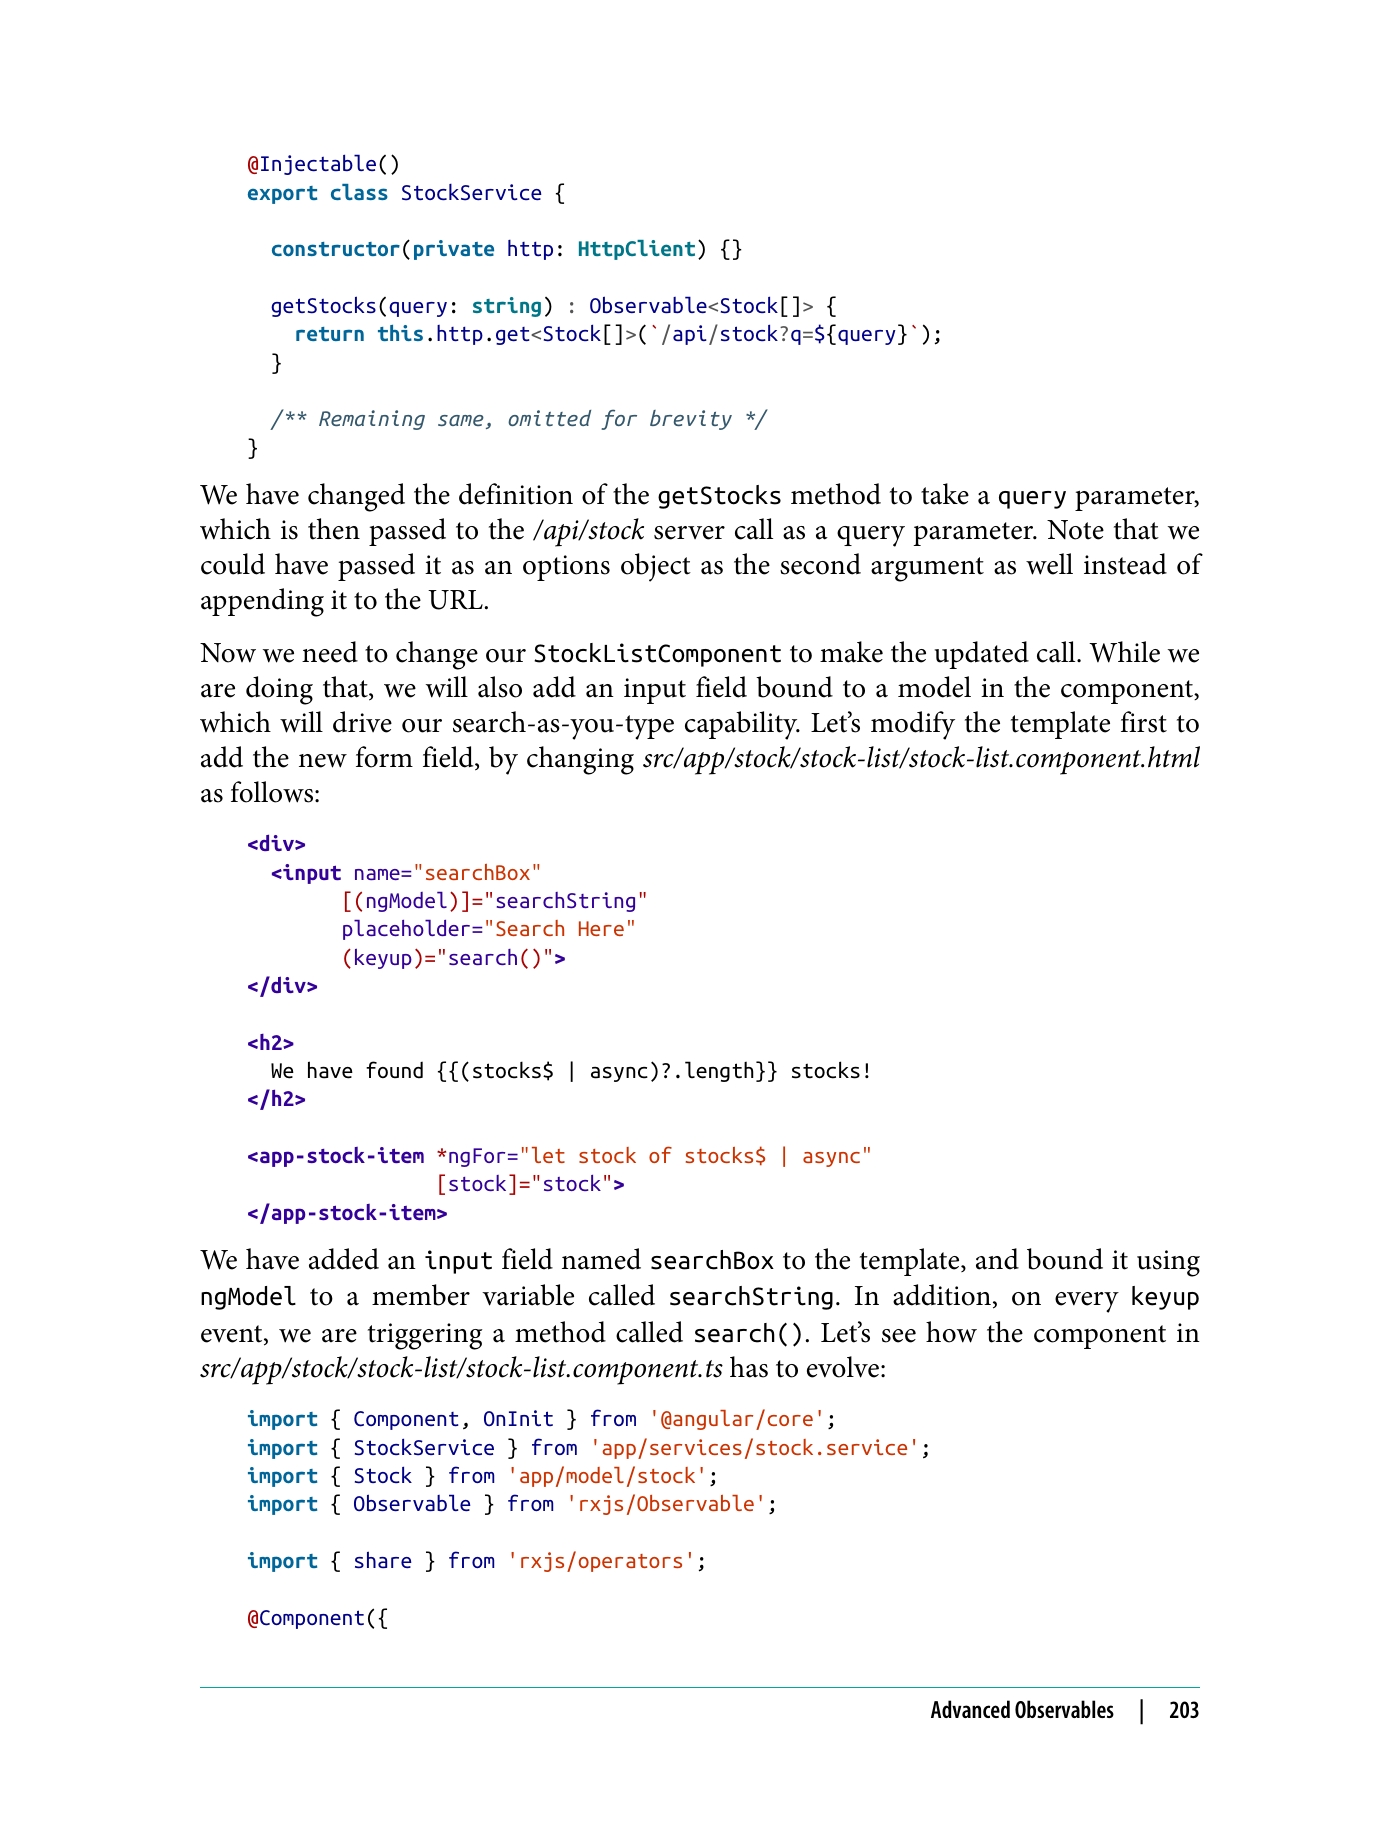 @Injectable()
export class StockService {
constructor(private http: HttpClient) {}
getStocks(query: string) : Observable<Stock[]> {
return this.http.get<Stock[]>(`/api/stock?q=${query}`);
}
/** Remaining same, omitted for brevity */
}
We have changed the definition of the getStocks method to take a query parameter,
which is then passed to the /api/stock server call as a query parameter. Note that we
could have passed it as an options object as the second argument as well instead of
appending it to the URL.
Now we need to change our StockListComponent to make the updated call. While we
are doing that, we will also add an input field bound to a model in the component,
which will drive our search-as-you-type capability. Let’s modify the template first to
add the new form field, by changing src/app/stock/stock-list/stock-list.component.html
as follows:
<div>
<input name="searchBox"
[(ngModel)]="searchString"
placeholder="Search Here"
(keyup)="search()">
</div>
<h2>
We have found {{(stocks$ | async)?.length}} stocks!
</h2>
<app-stock-item *ngFor="let stock of stocks$ | async"
[stock]="stock">
</app-stock-item>
We have added an input field named searchBox to the template, and bound it using
ngModel to a member variable called searchString. In addition, on every keyup
event, we are triggering a method called search(). Let’s see how the component in
src/app/stock/stock-list/stock-list.component.ts has to evolve:
import { Component, OnInit } from '@angular/core';
import { StockService } from 'app/services/stock.service';
import { Stock } from 'app/model/stock';
import { Observable } from 'rxjs/Observable';
import { share } from 'rxjs/operators';
@Component({
Advanced Observables | 203